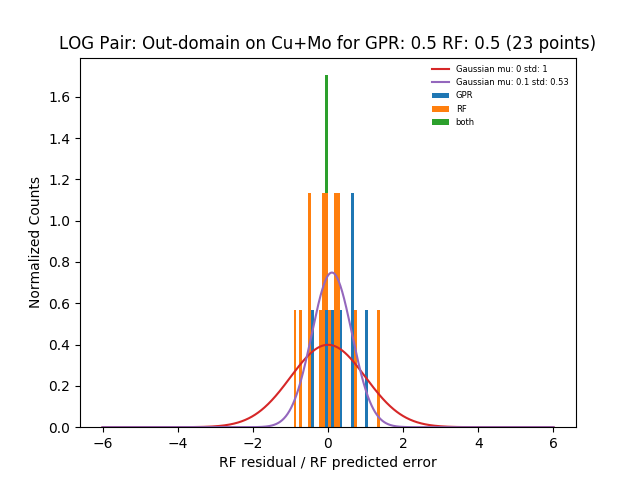 LOG Pair: Out-domain on Cu+Mo for GPR: 0.5 RF: 0.5 (23 points)
Gaussian mu: 0 std: 1
Gaussian mu: 0.1 std: 0.53
GPR
RF
both
Normalized Counts
1.6
1.4
1.2
1.0
0.8
0.6
0.4
0.2
0.0
−6 −4 −2 0 2 4 6
RF residual / RF predicted error